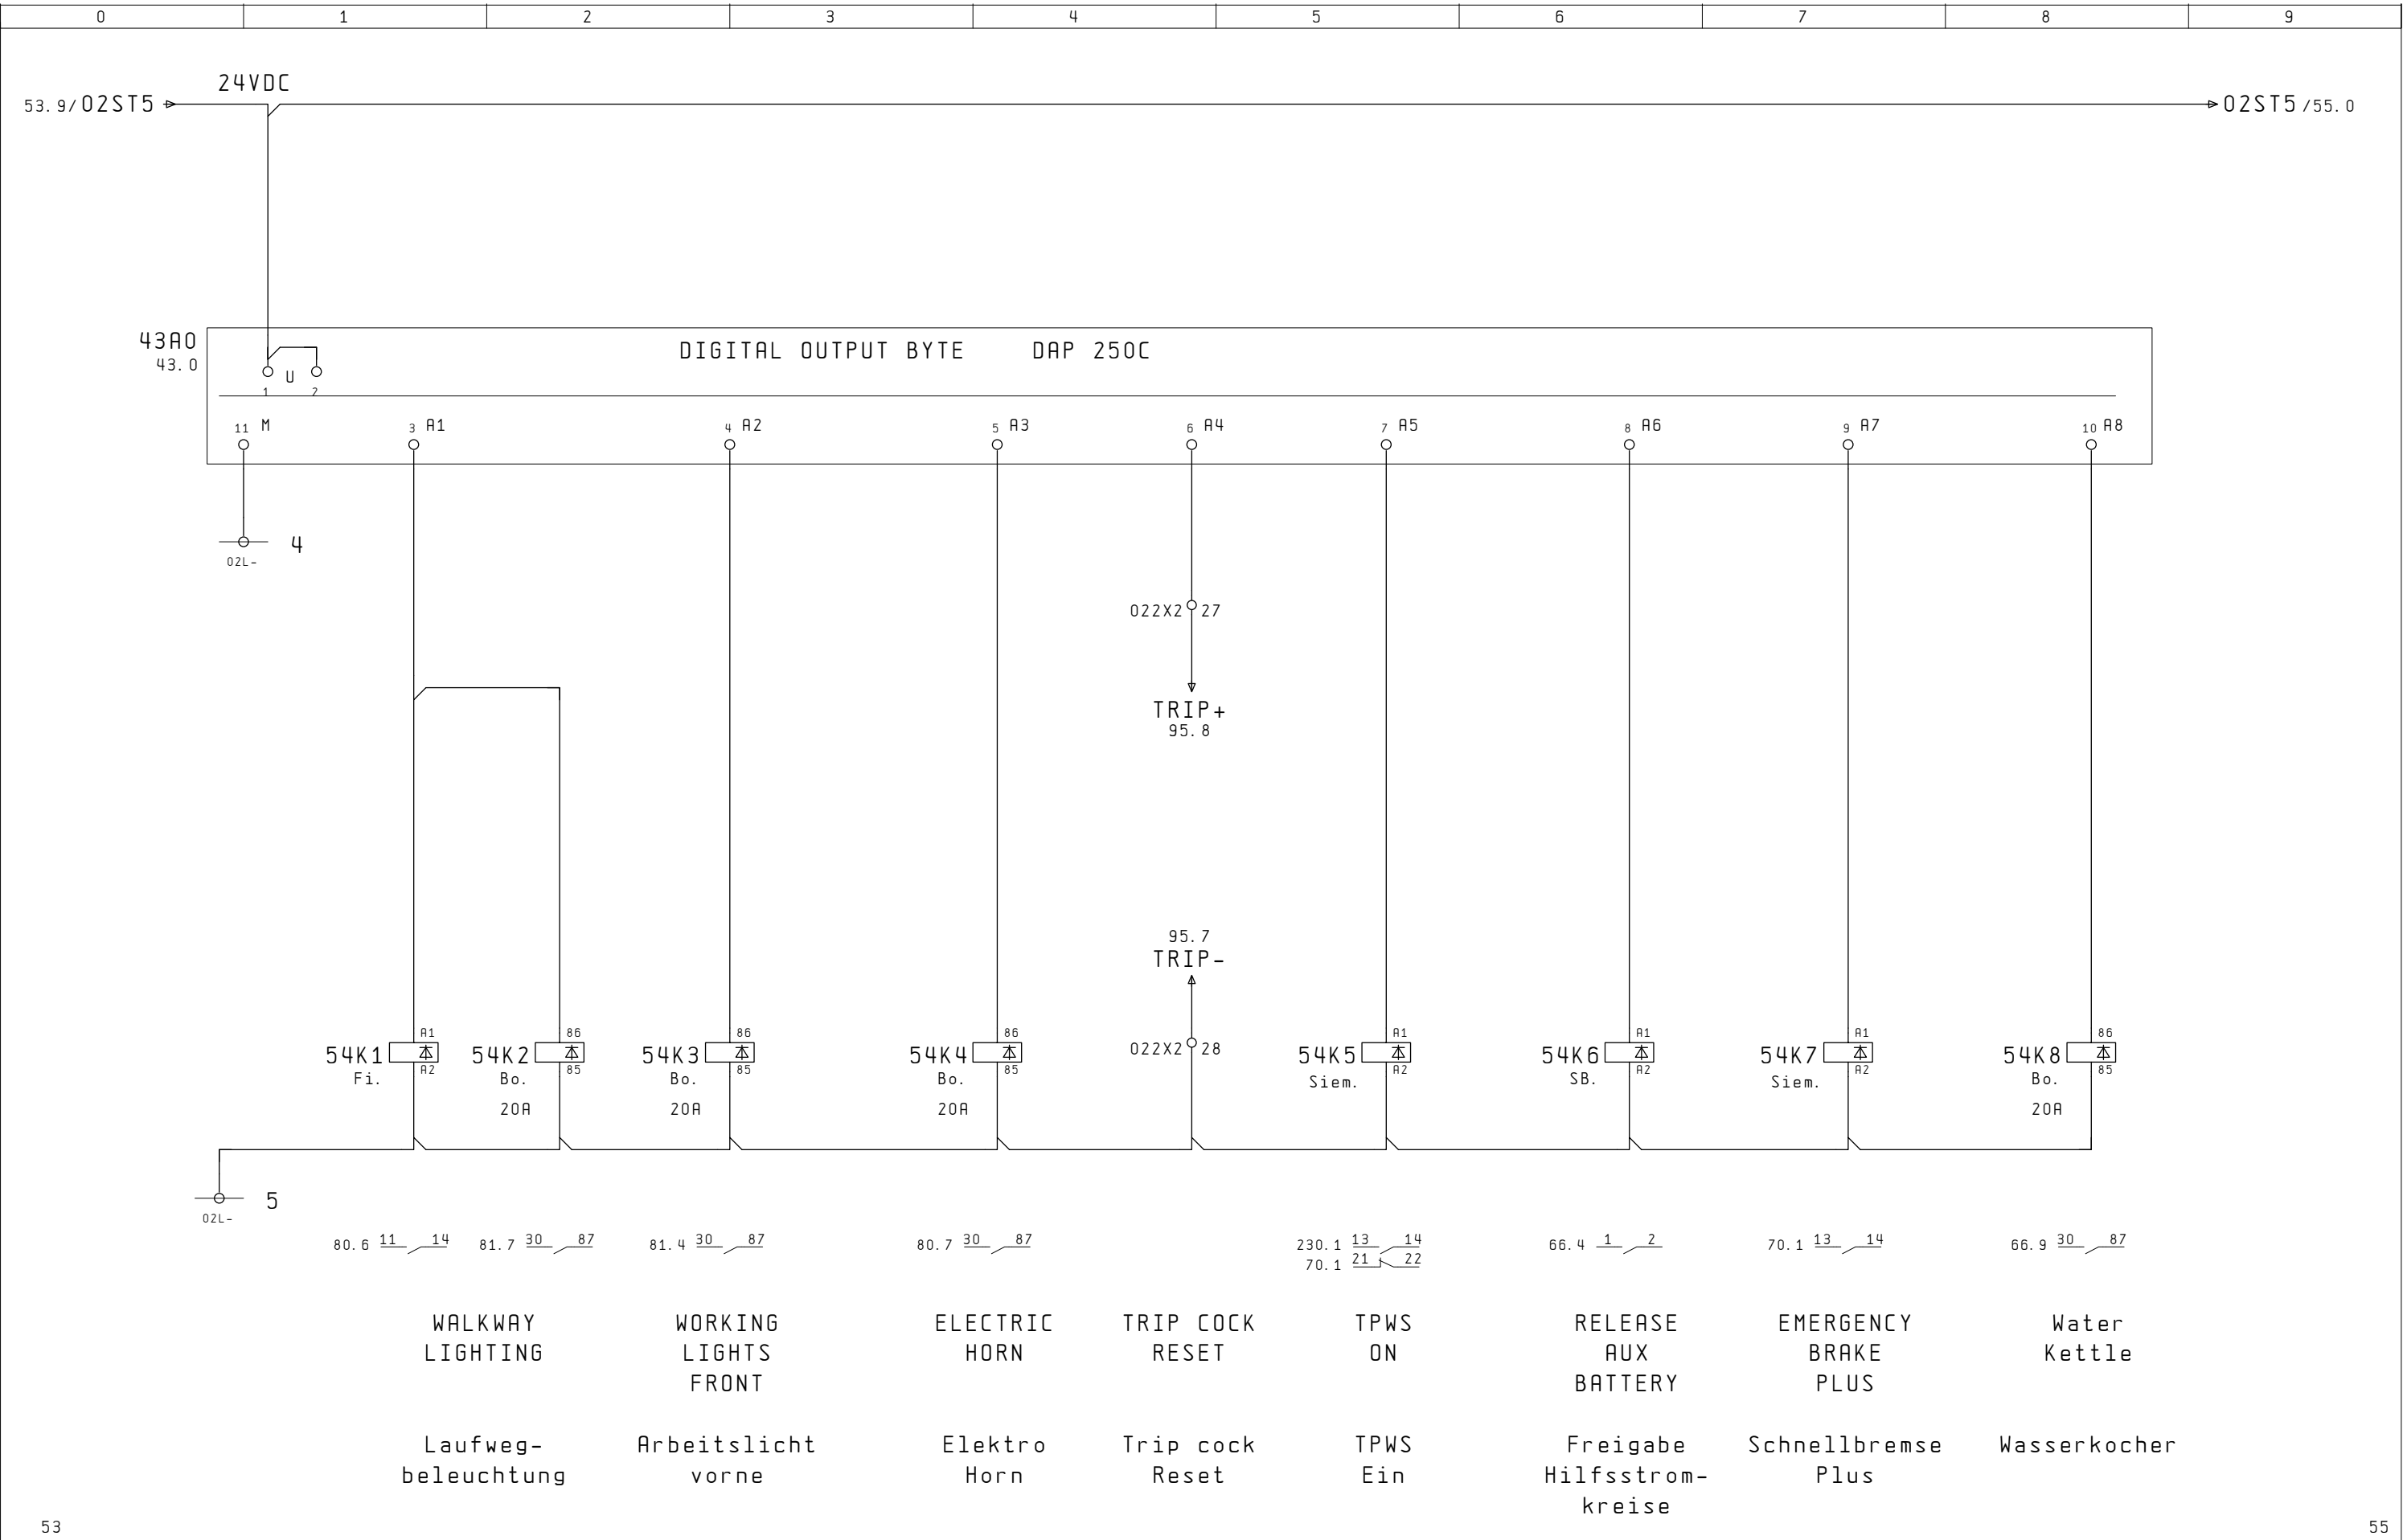 0 1 2 3 4 5 6 7 8 9
24VDC
53.9/02ST5
02ST5/55.0
43A0
43.0
DIGITAL OUTPUT BYTE DAP 250C
U
1 2
11 M 3 A1 4 A2 5 A3 6 A4 7 A5 8 A6 9 A7 10 A8
4
02L-
022X2 27
TRIP+
95.8
95.7
TRIP-
022X2 28
A1 86 86 86 A1 A1 A1 86
54K1 54K2 54K3 54K4 54K5 54K6 54K7 54K8
A2 85 85 85 A2 A2 A2 85
Fi. Bo. Bo. Bo. Siem. SB. Siem. Bo.
20A 20A 20A 20A
5
02L-
80.6 11 14 81.7 30 87 81.4 30 87 80.7 30 87 230.1 13 14 66.4 1 2 70.1 13 14 66.9 30 87
70.1 21 22
WALKWAY
LIGHTING
WORKING
LIGHTS
FRONT
ELECTRIC
HORN
TRIP COCK
RESET
TPWS
ON
RELEASE
AUX
BATTERY
EMERGENCY
BRAKE
PLUS
Water
Kettle
Laufweg-
beleuchtung
Arbeitslicht
vorne
Elektro
Horn
Trip cock
Reset
TPWS
Ein
Freigabe
Hilfsstrom-
kreise
Schnellbremse
Plus
Wasserkocher
53
55